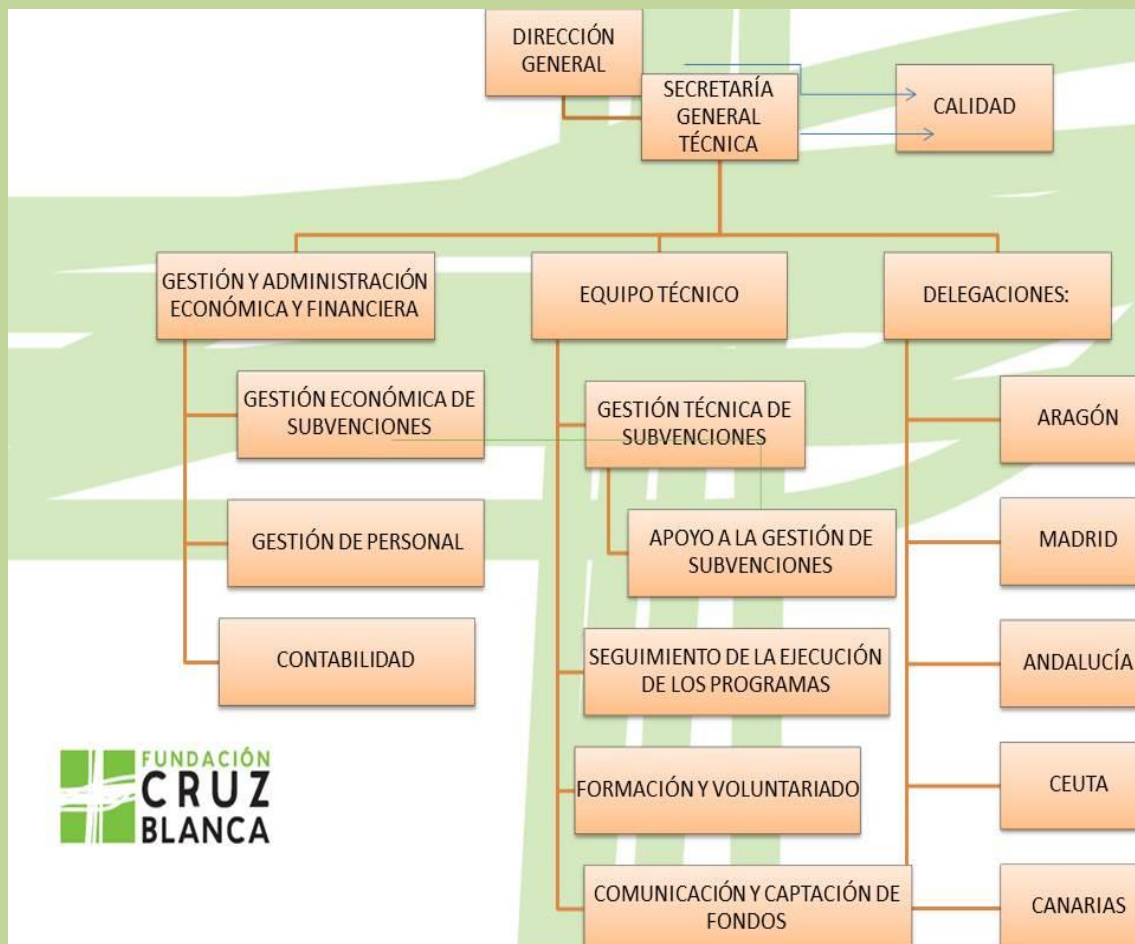 DIRECCIÓN
GENERAL
SECRETARÍA
GENERAL
TÉCNICA
CALIDAD
GESTIÓN Y ADMINISTRACIÓN
ECONÓMICA Y FINANCIERA
EQUIPO TÉCNICO
DELEGACIONES:
GESTIÓN ECONÓMICA DE
SUBVENCIONES
GESTIÓN DE PERSONAL
CONTABILIDAD
GESTIÓN TÉCNICA DE
SUBVENCIONES
APOYO A LA GESTIÓN DE
SUBVENCIONES
SEGUIMIENTO DE LA EJECUCIÓN
DE LOS PROGRAMAS
FORMACIÓN Y VOLUNTARIADO
COMUNICACIÓN Y CAPTACIÓN DE
FONDOS
ARAGÓN
MADRID
ANDALUCÍA
CEUTA
CANARIAS
FUNDACIÓN
CRUZ
BLANCA